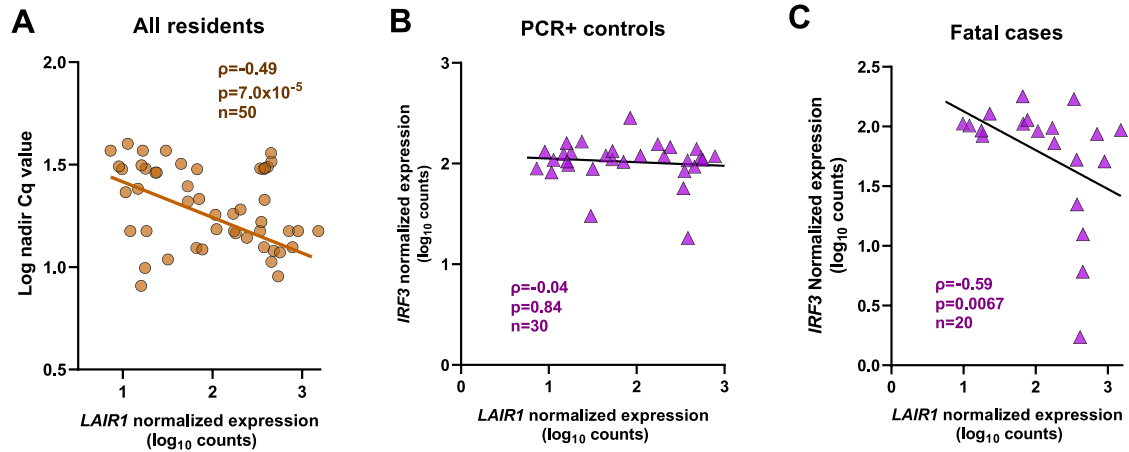 A
All residents
Log nadir Cq value
2.0
1.5
1.0
0.5
ρ=-0.49
p=7.0x10⁻⁵
n=50
1
2
3
LAIR1 normalized expression
(log₁₀ counts)
B
PCR+ controls
IRF3 normalized expression
(log₁₀ counts)
3
2
1
0
ρ=-0.04
p=0.84
n=30
0
1
2
3
LAIR1 normalized expression
(log₁₀ counts)
C
Fatal cases
IRF3 Normalized expression
(log₁₀ counts)
2.5
2.0
1.5
1.0
0.5
0.0
ρ=-0.59
p=0.0067
n=20
0
1
2
3
LAIR1 normalized expression
(log₁₀ counts)